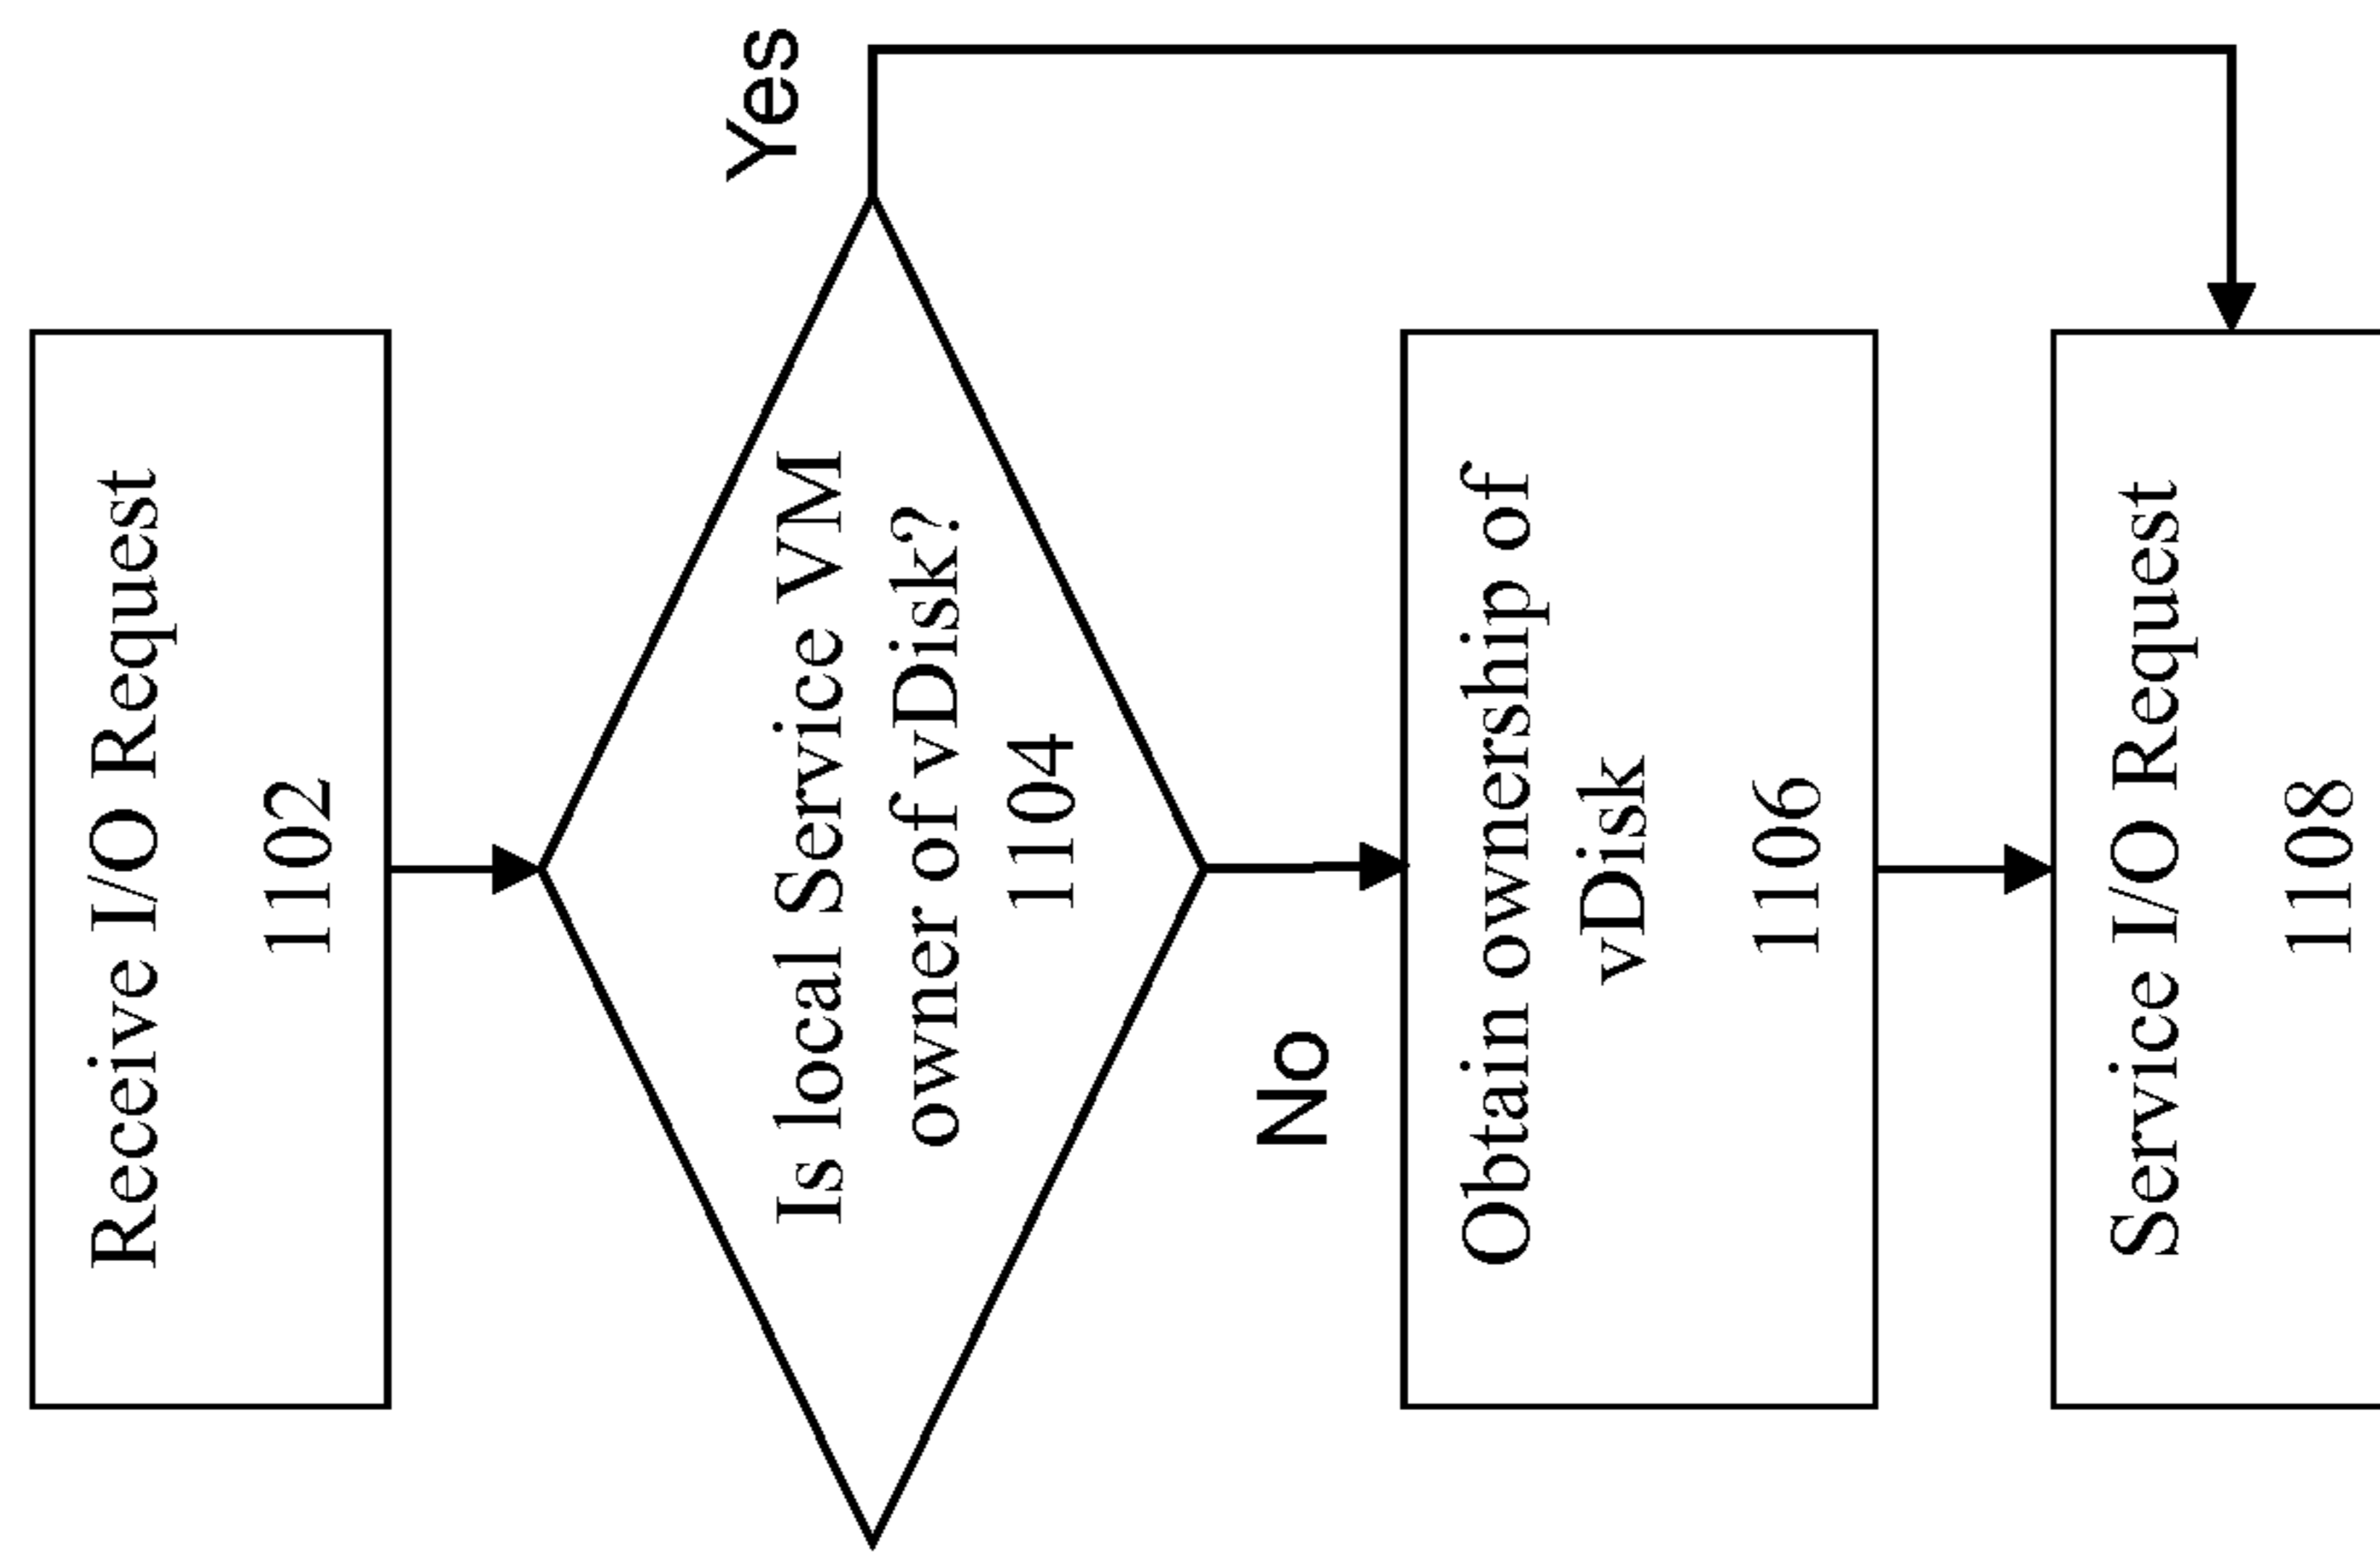 Receive I/O Request
1102
Yes
Is local Service VM
owner of vDisk?
1104
No
Obtain ownership of
vDisk
1106
Service I/O Request
1108